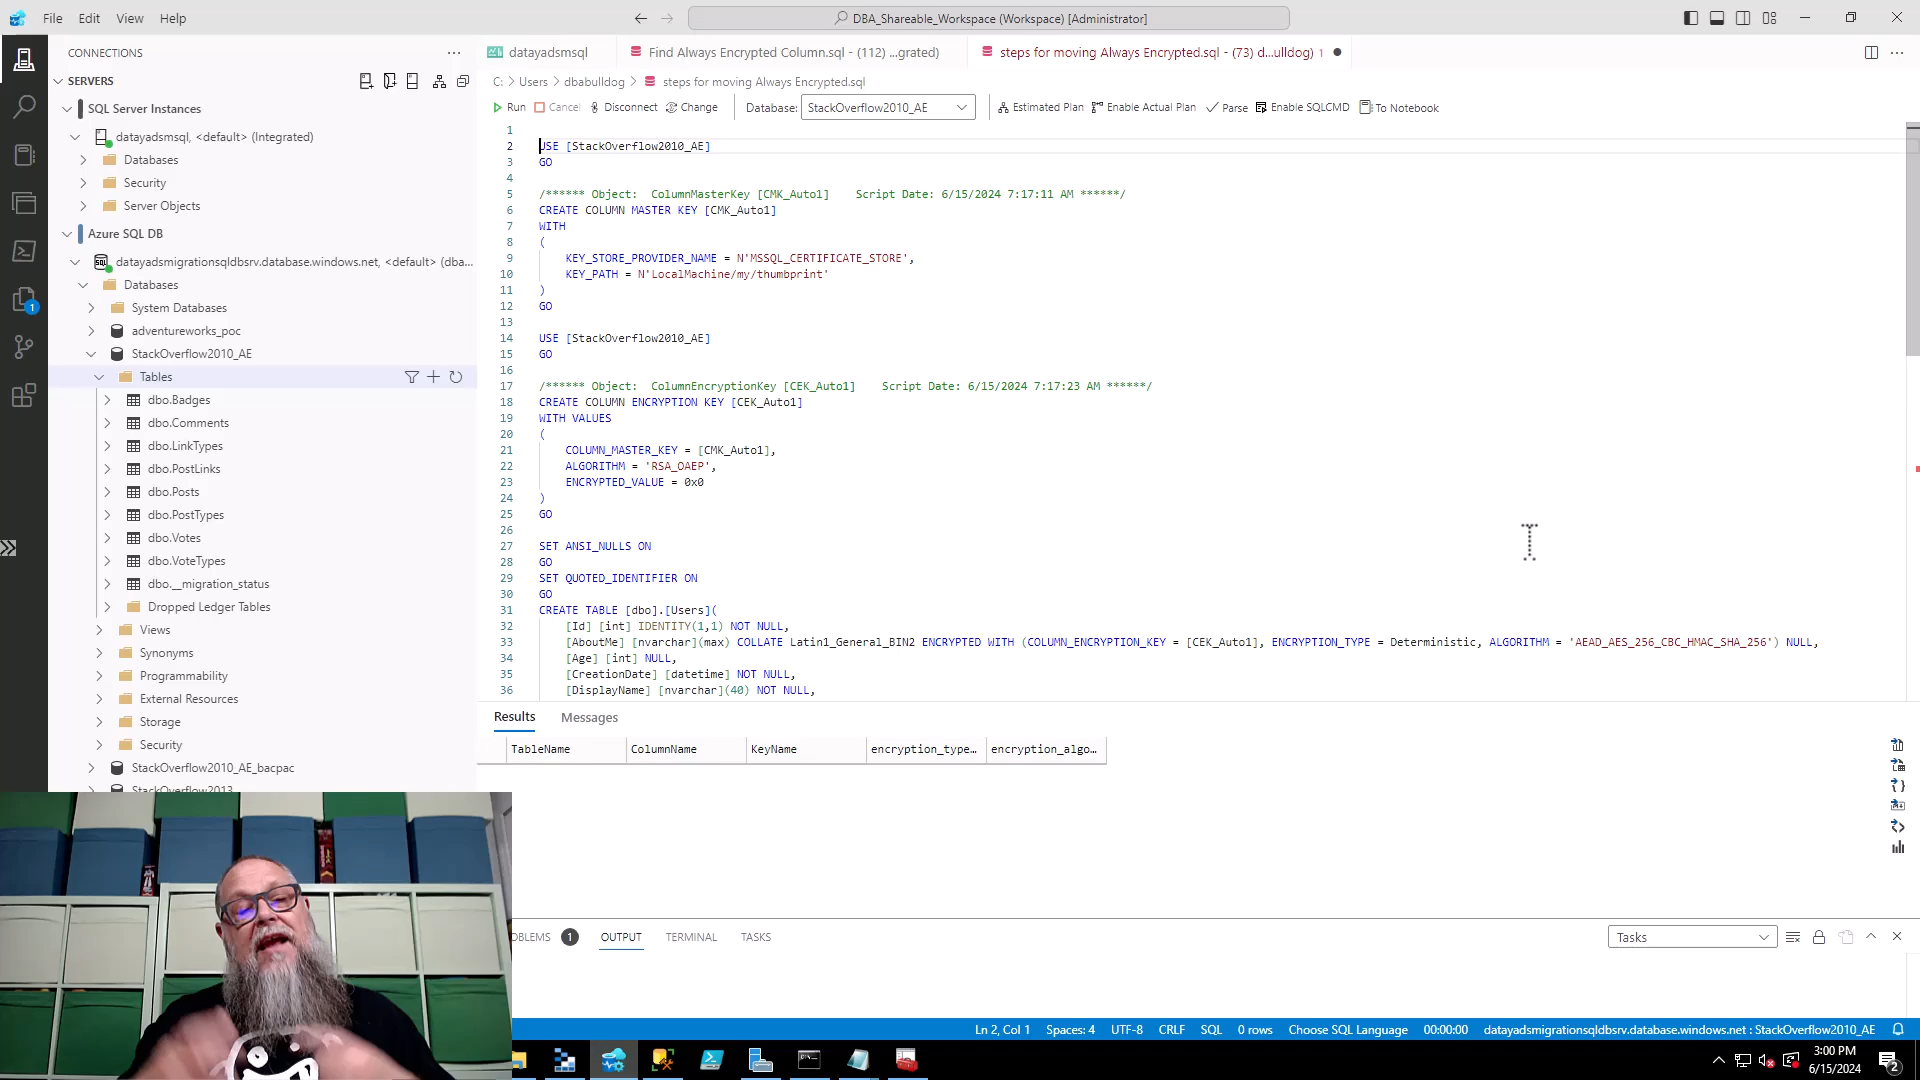 File Edit View Help
DBA_Shareable_Workspace (Workspace) [Administrator]
CONNECTIONS
SERVERS
SQL Server Instances
datayadsmsql, <default> (Integrated)
Databases
Security
Server Objects
Azure SQL DB
datayadsmigrationsqldbsrv.database.windows.net, <default> (dba...
Databases
System Databases
adventureworks_poc
StackOverflow2010_AE
Tables
dbo.Badges
dbo.Comments
dbo.LinkTypes
dbo.PostLinks
dbo.Posts
dbo.PostTypes
dbo.Votes
dbo.VoteTypes
dbo.__migration_status
Dropped Ledger Tables
Views
Synonyms
Programmability
External Resources
Storage
Security
StackOverflow2010_AE_bacpac
StackOverflow2013
1
datayadsmsql
Find Always Encrypted Column.sql - (112) ...grated)
steps for moving Always Encrypted.sql - (73) d...ulldog) 1
C: > Users > dbabulldog > steps for moving Always Encrypted.sql
Run Cancel Disconnect Change Database: StackOverflow2010_AE Estimated Plan Enable Actual Plan Parse Enable SQLCMD To Notebook
1
2 USE [StackOverflow2010_AE]
3 GO
4
5 /****** Object:  ColumnMasterKey [CMK_Auto1]    Script Date: 6/15/2024 7:17:11 AM ******/
6 CREATE COLUMN MASTER KEY [CMK_Auto1]
7 WITH
8 (
9 KEY_STORE_PROVIDER_NAME = N'MSSQL_CERTIFICATE_STORE',
10 KEY_PATH = N'LocalMachine/my/thumbprint'
11 )
12 GO
13
14 USE [StackOverflow2010_AE]
15 GO
16
17 /****** Object:  ColumnEncryptionKey [CEK_Auto1]    Script Date: 6/15/2024 7:17:23 AM ******/
18 CREATE COLUMN ENCRYPTION KEY [CEK_Auto1]
19 WITH VALUES
20 (
21 COLUMN_MASTER_KEY = [CMK_Auto1],
22 ALGORITHM = 'RSA_OAEP',
23 ENCRYPTED_VALUE = 0x0
24 )
25 GO
26
27 SET ANSI_NULLS ON
28 GO
29 SET QUOTED_IDENTIFIER ON
30 GO
31 CREATE TABLE [dbo].[Users](
32 [Id] [int] IDENTITY(1,1) NOT NULL,
33 [AboutMe] [nvarchar](max) COLLATE Latin1_General_BIN2 ENCRYPTED WITH (COLUMN_ENCRYPTION_KEY = [CEK_Auto1], ENCRYPTION_TYPE = Deterministic, ALGORITHM = 'AEAD_AES_256_CBC_HMAC_SHA_256') NULL,
34 [Age] [int] NULL,
35 [CreationDate] [datetime] NOT NULL,
36 [DisplayName] [nvarchar](40) NOT NULL,
Results Messages
TableName ColumnName KeyName encryption_type... encryption_algo...
OBLEMS 1 OUTPUT TERMINAL TASKS
Tasks
Ln 2, Col 1 Spaces: 4 UTF-8 CRLF SQL 0 rows Choose SQL Language 00:00:00 datayadsmigrationsqldbsrv.database.windows.net : StackOverflow2010_AE
3:00 PM
6/15/2024
2